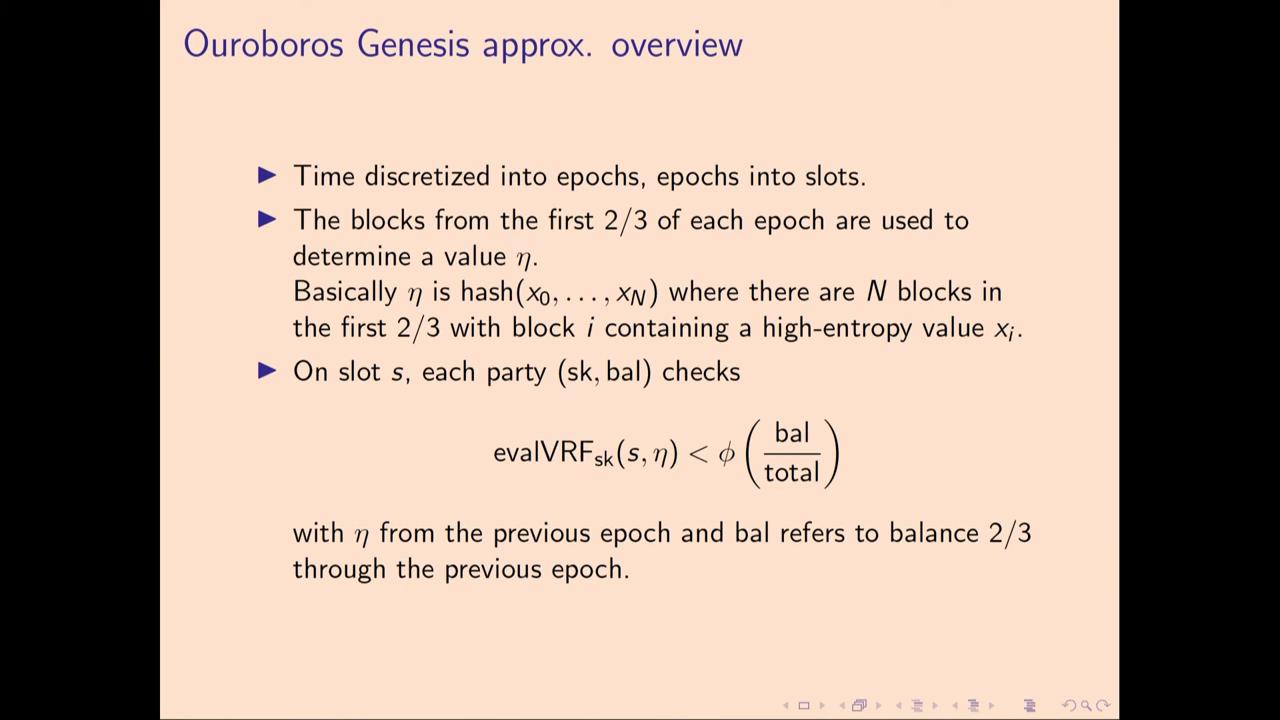 Ouroboros Genesis approx. overview
▶ Time discretized into epochs, epochs into slots.
▶ The blocks from the first 2/3 of each epoch are used to
determine a value η.
Basically η is hash(x₀, . . . , x_N) where there are N blocks in
the first 2/3 with block i containing a high-entropy value xᵢ.
▶ On slot s, each party (sk, bal) checks
evalVRF_sk(s, η) < ϕ (bal/total)
with η from the previous epoch and bal refers to balance 2/3
through the previous epoch.